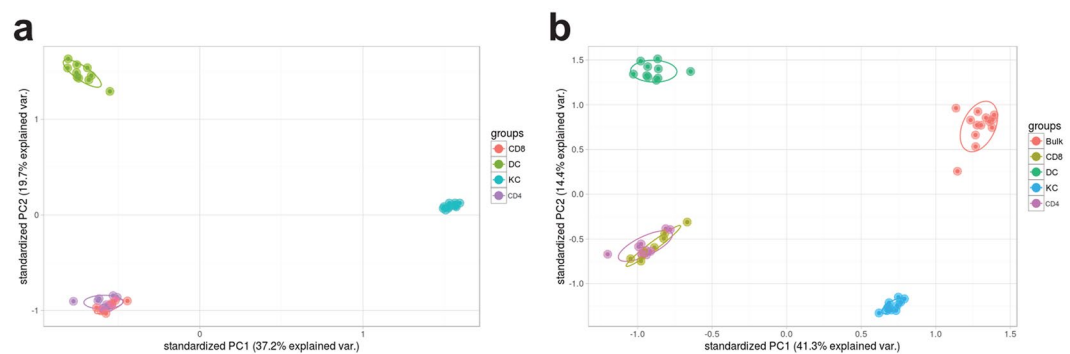 a
standardized PC2 (19.7% explained var.)
1
0
-1
0
1
standardized PC1 (37.2% explained var.)
groups
CD8
DC
KC
CD4
b
standardized PC2 (14.4% explained var.)
1.5
1.0
0.5
0.0
-0.5
-1.0
-1.0
-0.5
0.0
0.5
1.0
1.5
standardized PC1 (41.3% explained var.)
groups
Bulk
CD8
DC
KC
CD4